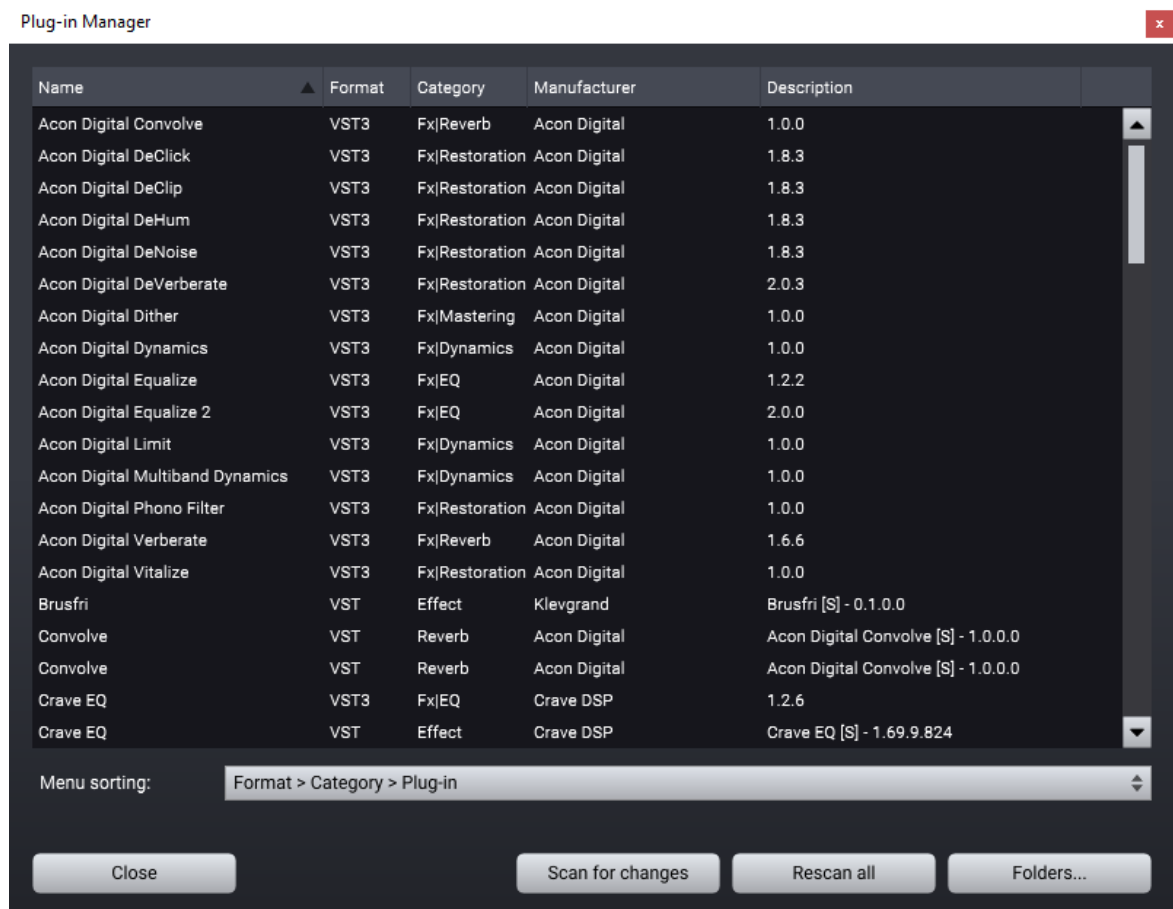 Plug-in Manager
x
Name Format Category Manufacturer Description
Acon Digital Convolve VST3 Fx|Reverb Acon Digital 1.0.0
Acon Digital DeClick VST3 Fx|Restoration Acon Digital 1.8.3
Acon Digital DeClip VST3 Fx|Restoration Acon Digital 1.8.3
Acon Digital DeHum VST3 Fx|Restoration Acon Digital 1.8.3
Acon Digital DeNoise VST3 Fx|Restoration Acon Digital 1.8.3
Acon Digital DeVerberate VST3 Fx|Restoration Acon Digital 2.0.3
Acon Digital Dither VST3 Fx|Mastering Acon Digital 1.0.0
Acon Digital Dynamics VST3 Fx|Dynamics Acon Digital 1.0.0
Acon Digital Equalize VST3 Fx|EQ Acon Digital 1.2.2
Acon Digital Equalize 2 VST3 Fx|EQ Acon Digital 2.0.0
Acon Digital Limit VST3 Fx|Dynamics Acon Digital 1.0.0
Acon Digital Multiband Dynamics VST3 Fx|Dynamics Acon Digital 1.0.0
Acon Digital Phono Filter VST3 Fx|Restoration Acon Digital 1.0.0
Acon Digital Verberate VST3 Fx|Reverb Acon Digital 1.6.6
Acon Digital Vitalize VST3 Fx|Restoration Acon Digital 1.0.0
Brusfri VST Effect Klevgrand Brusfri [S] - 0.1.0.0
Convolve VST Reverb Acon Digital Acon Digital Convolve [S] - 1.0.0.0
Convolve VST Reverb Acon Digital Acon Digital Convolve [S] - 1.0.0.0
Crave EQ VST3 Fx|EQ Crave DSP 1.2.6
Crave EQ VST Effect Crave DSP Crave EQ [S] - 1.69.9.824
Menu sorting: Format > Category > Plug-in
Close Scan for changes Rescan all Folders...